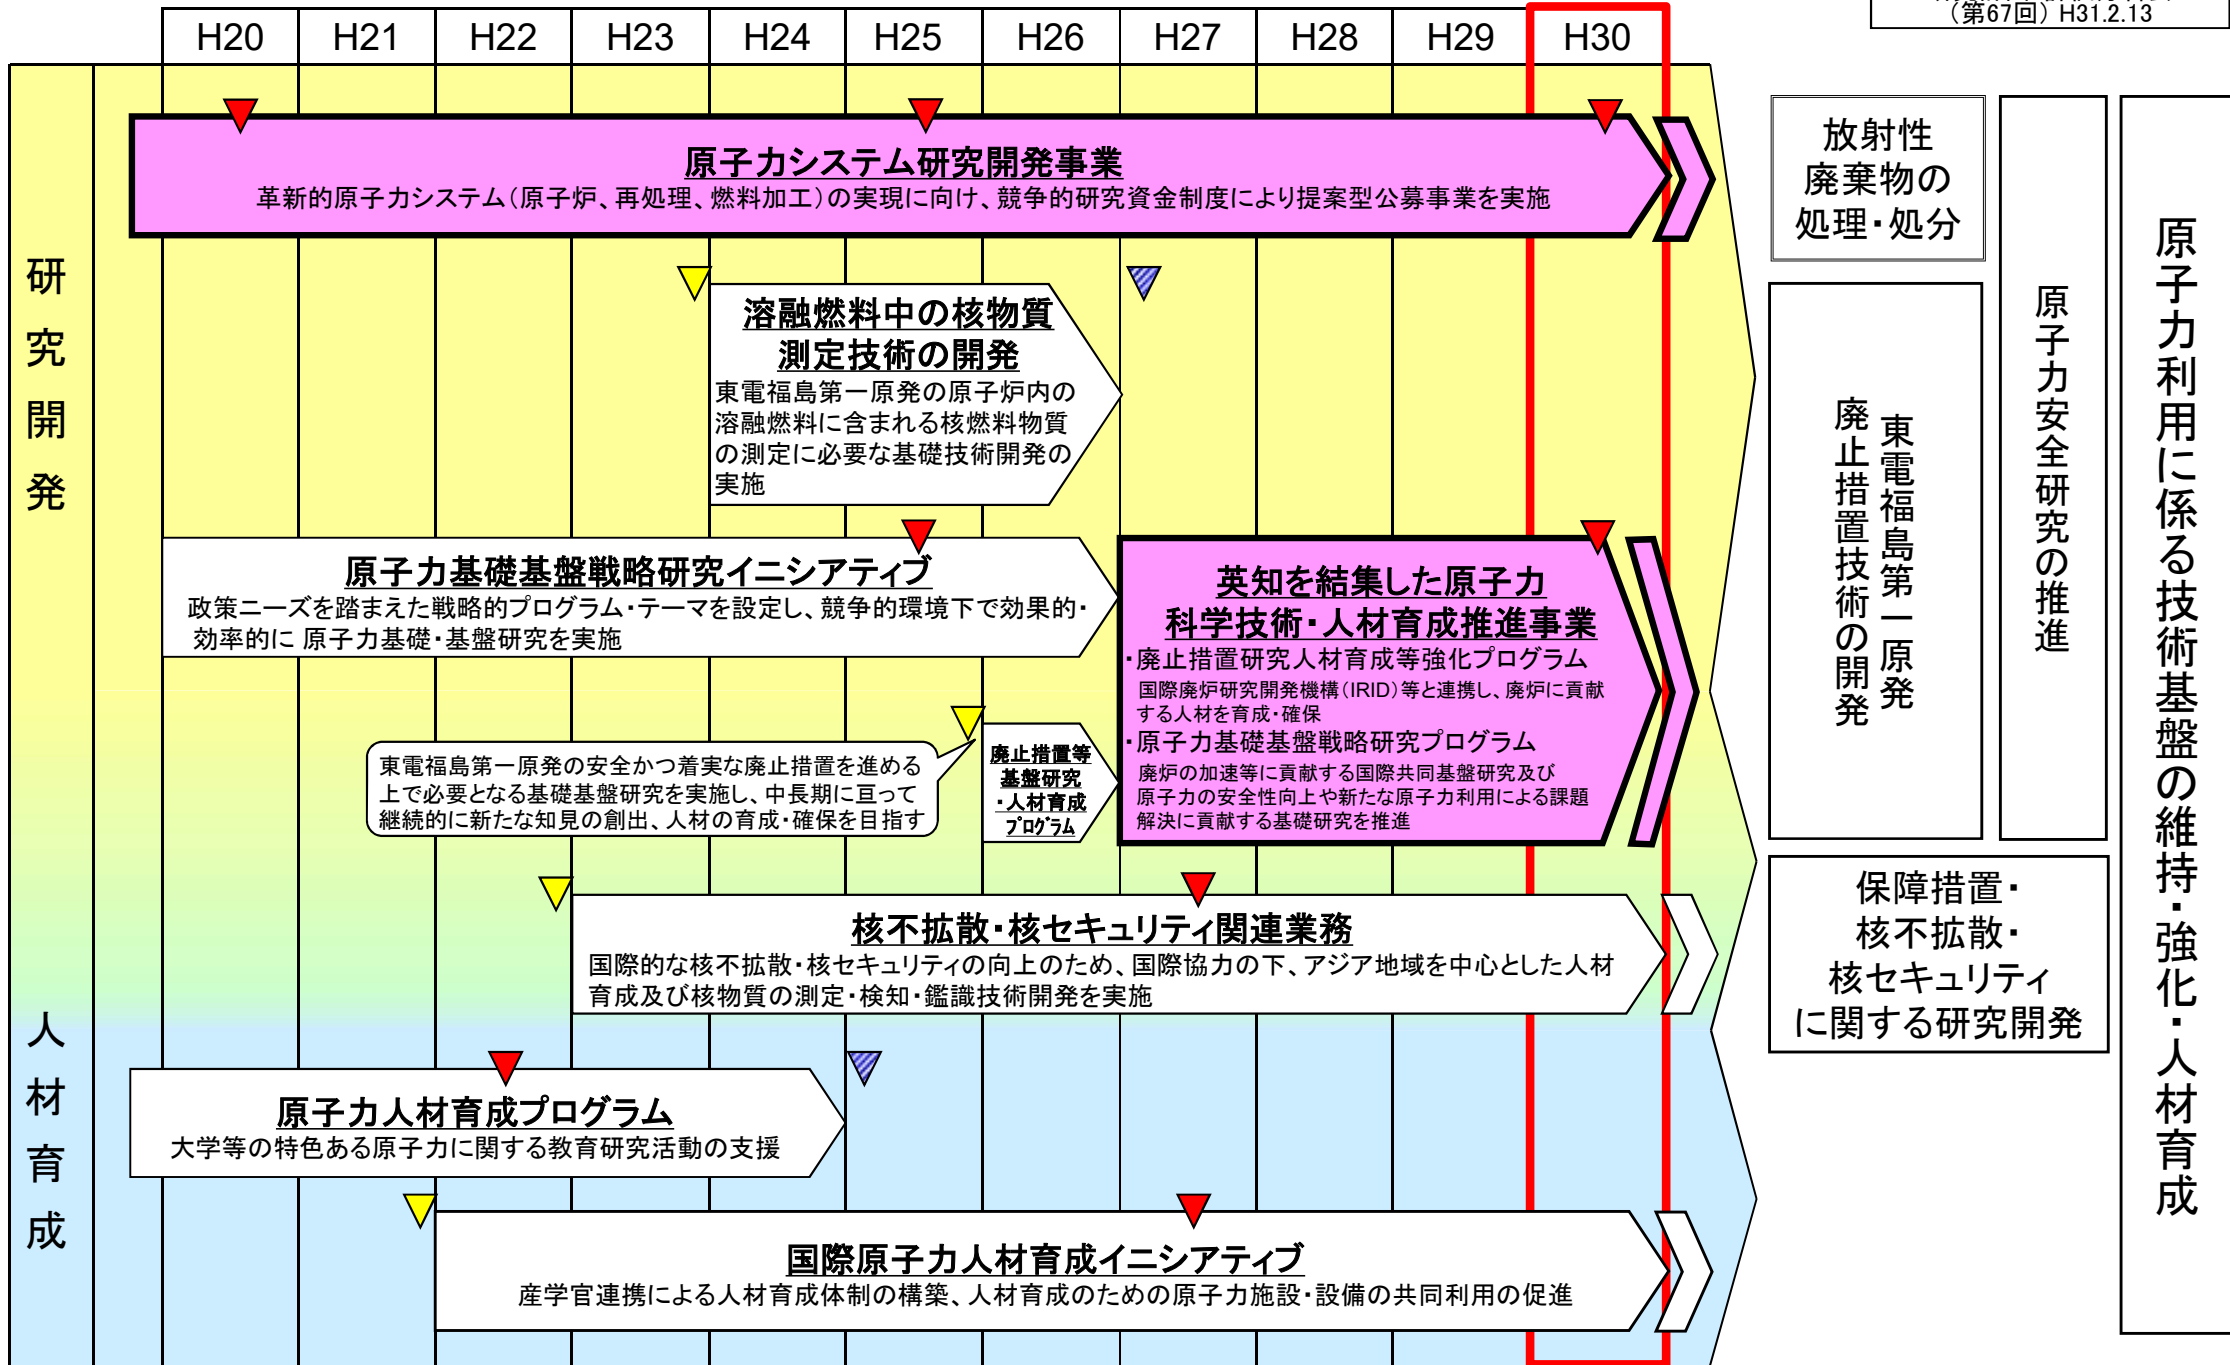 (第67回) H31.2.13
H20 H21 H22 H23 H24 H25 H26 H27 H28 H29 H30
研究開発
原子力システム研究開発事業
革新的原子力システム(原子炉、再処理、燃料加工)の実現に向け、競争的研究資金制度により提案型公募事業を実施
溶融燃料中の核物質
測定技術の開発
東電福島第一原発の原子炉内の
溶融燃料に含まれる核燃料物質
の測定に必要な基礎技術開発の
実施
原子力基礎基盤戦略研究イニシアティブ
政策ニーズを踏まえた戦略的プログラム・テーマを設定し、競争的環境下で効果的・
効率的に 原子力基礎・基盤研究を実施
英知を結集した原子力
科学技術・人材育成推進事業
・廃止措置研究人材育成等強化プログラム
国際廃炉研究開発機構(IRID)等と連携し、廃炉に貢献
する人材を育成・確保
・原子力基礎基盤戦略研究プログラム
廃炉の加速等に貢献する国際共同基盤研究及び
原子力の安全性向上や新たな原子力利用による課題
解決に貢献する基礎研究を推進
東電福島第一原発の安全かつ着実な廃止措置を進める
上で必要となる基礎基盤研究を実施し、中長期に亘って
継続的に新たな知見の創出、人材の育成・確保を目指す
廃止措置等
基盤研究
・人材育成
プログラム
核不拡散・核セキュリティ関連業務
国際的な核不拡散・核セキュリティの向上のため、国際協力の下、アジア地域を中心とした人材
育成及び核物質の測定・検知・鑑識技術開発を実施
人材育成
原子力人材育成プログラム
大学等の特色ある原子力に関する教育研究活動の支援
国際原子力人材育成イニシアティブ
産学官連携による人材育成体制の構築、人材育成のための原子力施設・設備の共同利用の促進
放射性
廃棄物の
処理・処分
東電福島第一原発
廃止措置技術の開発
原子力安全研究の推進
保障措置・
核不拡散・
核セキュリティ
に関する研究開発
原子力利用に係る技術基盤の維持・強化・人材育成